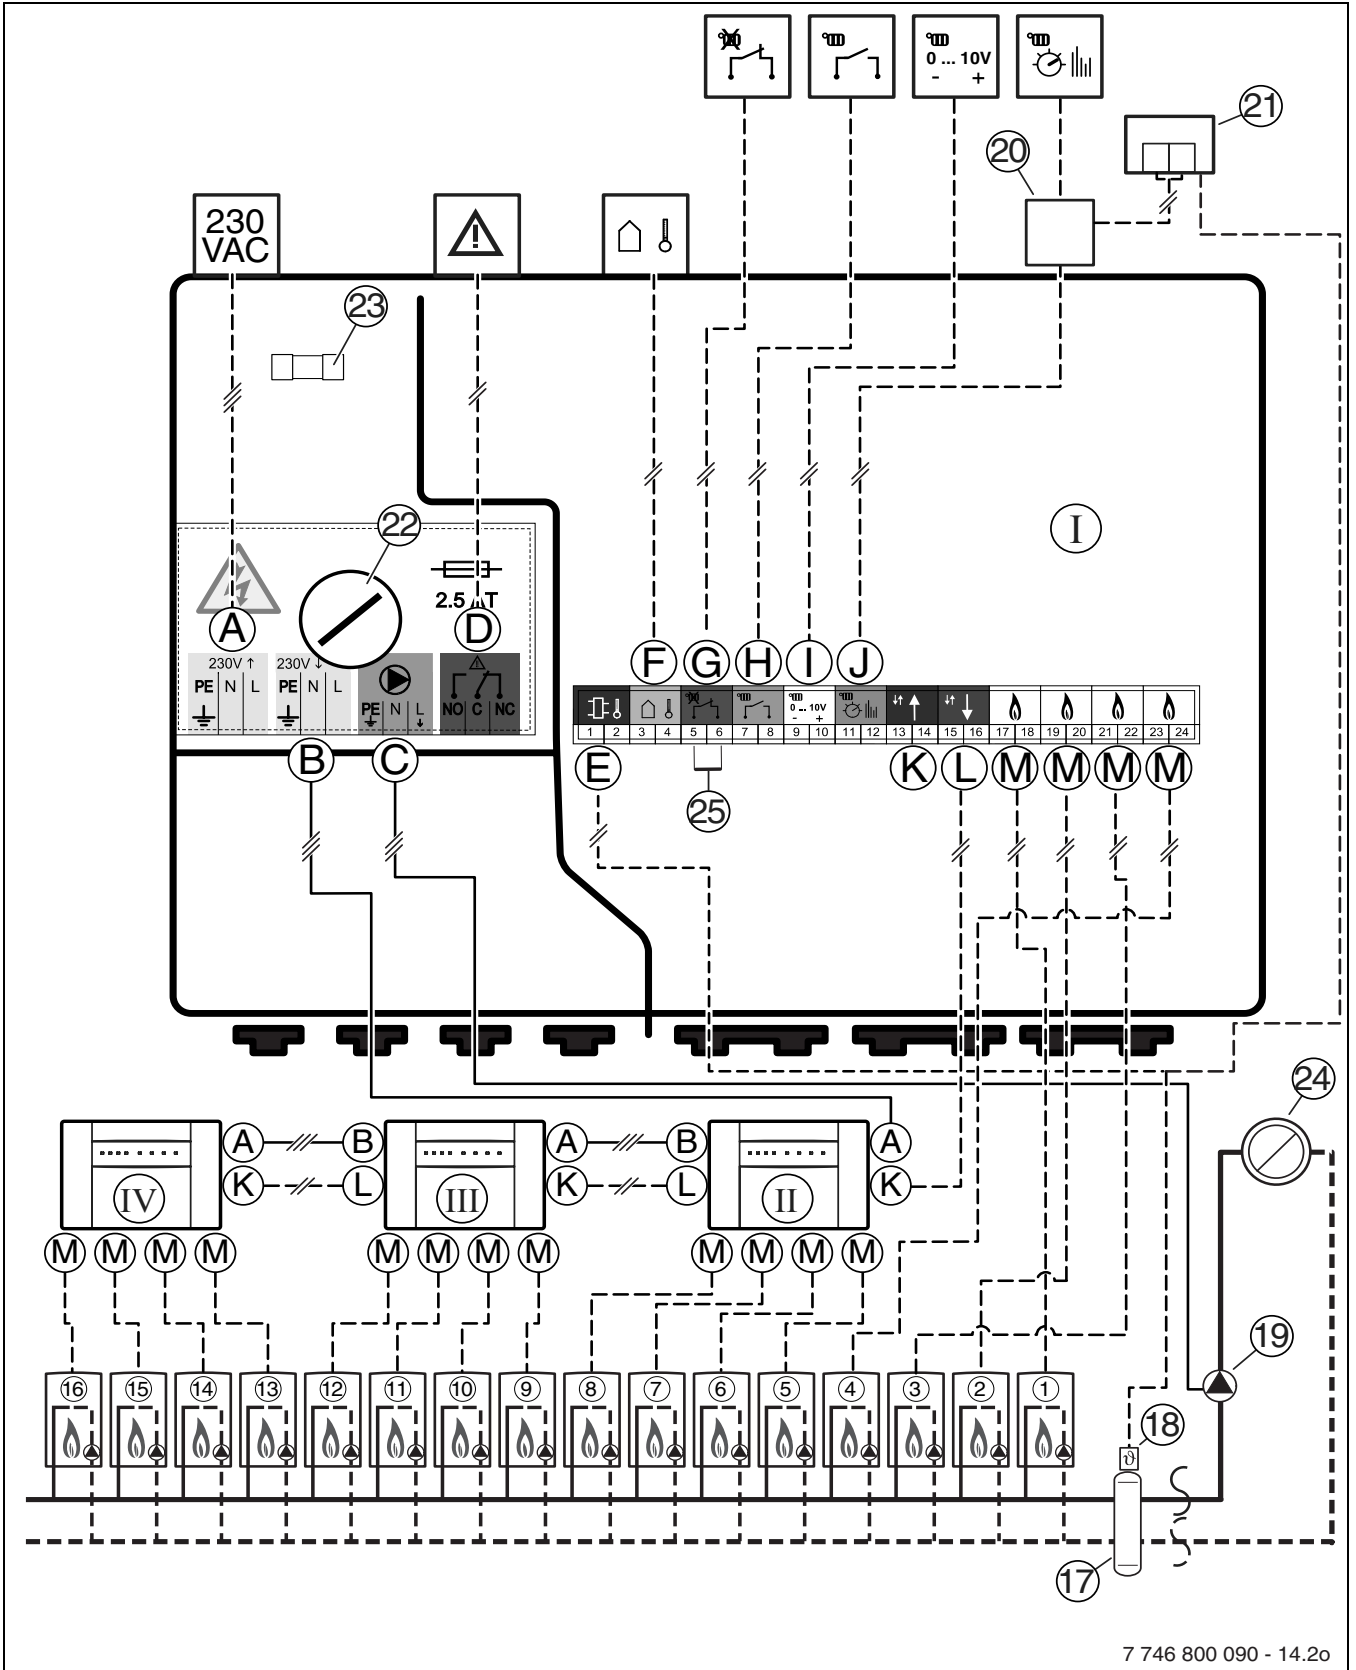 0 ... 10V
- +
21
20
230
VAC
23
I
22
2.5 AT
A
D
F G H I J
230V ↑ 230V ↓
PE N L PE N L
PE N L
NO C NC
0 ... 10V
- +
1 2 3 4 5 6 7 8 9 10 11 12 13 14 15 16 17 18 19 20 21 22 23 24
B C
E K L M M M M
25
24
A B A B A
K L K L K
IV III II
M M M M M M M M M M M M
19
16 15 14 13 12 11 10 9 8 7 6 5 4 3 2 1
18
ϑ
17
7 746 800 090 - 14.2o